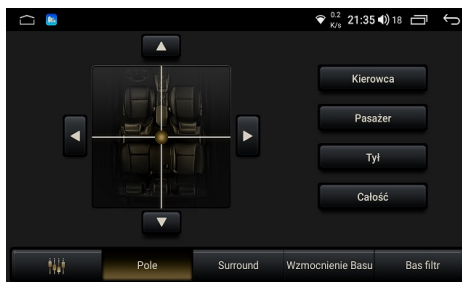 0.2
K/s
21:35
18
Kierowca
Pasażer
Tył
Całość
Pole
Surround
Wzmocnienie Basu
Bas filtr